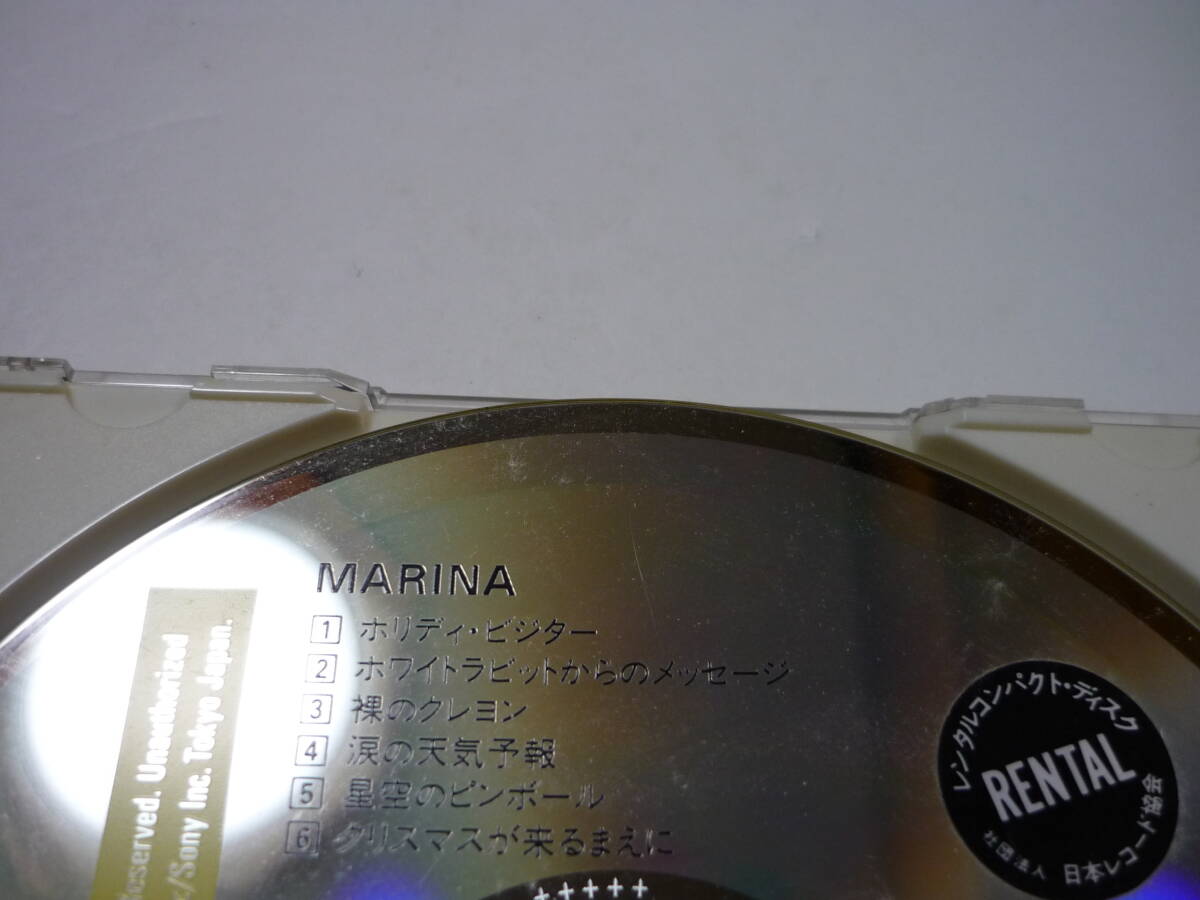 MARINA
1 ホリディ・ビジター
2 ホワイトラビットからのメッセージ
3 裸のクレヨン
4 涙の天気予報
5 星空のピンボール
6 クリスマスが来るまえに
+++++
Reserved. Unauthorized
/Sony Inc. Tokyo Japan.
レンタルコンパクト・ディスク
RENTAL
社団法人 日本レコード協会